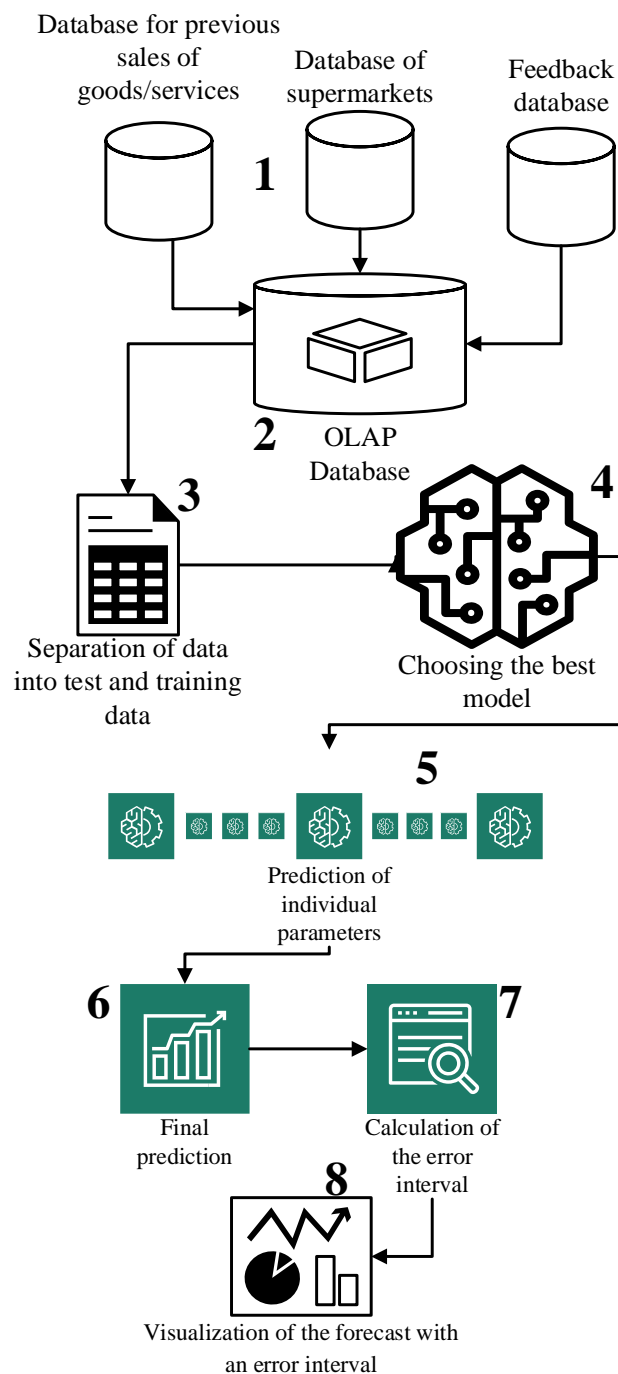 Database for previous
sales of
goods/services
Database of
supermarkets
Feedback
database
1
2
OLAP
Database
3
Separation of data
into test and training
data
4
Choosing the best
model
5
Prediction of
individual
parameters
6
Final
prediction
7
Calculation of
the error
interval
8
Visualization of the forecast with
an error interval